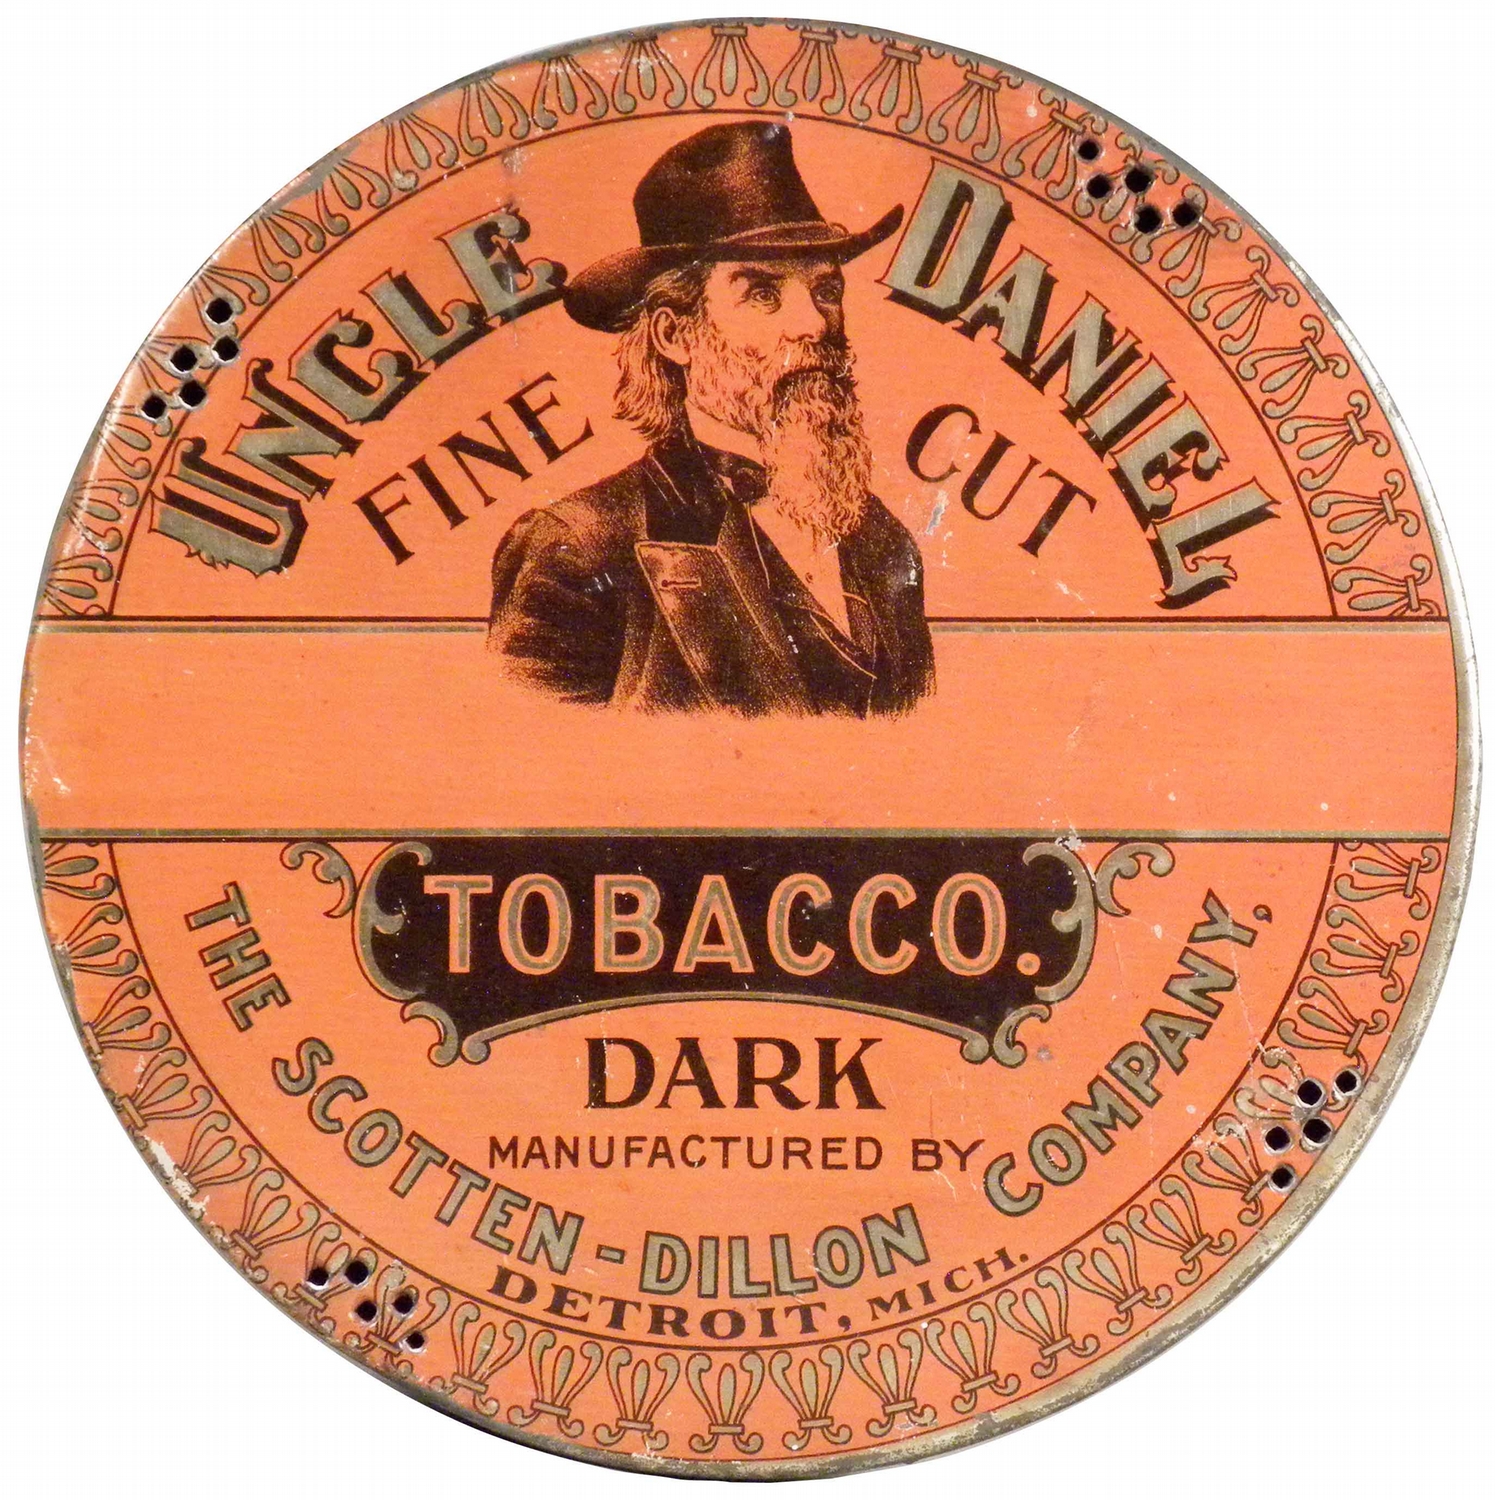 UNCLE DANIEL
FINE CUT
TOBACCO.
DARK
MANUFACTURED BY
THE SCOTTEN-DILLON COMPANY,
DETROIT, MICH.